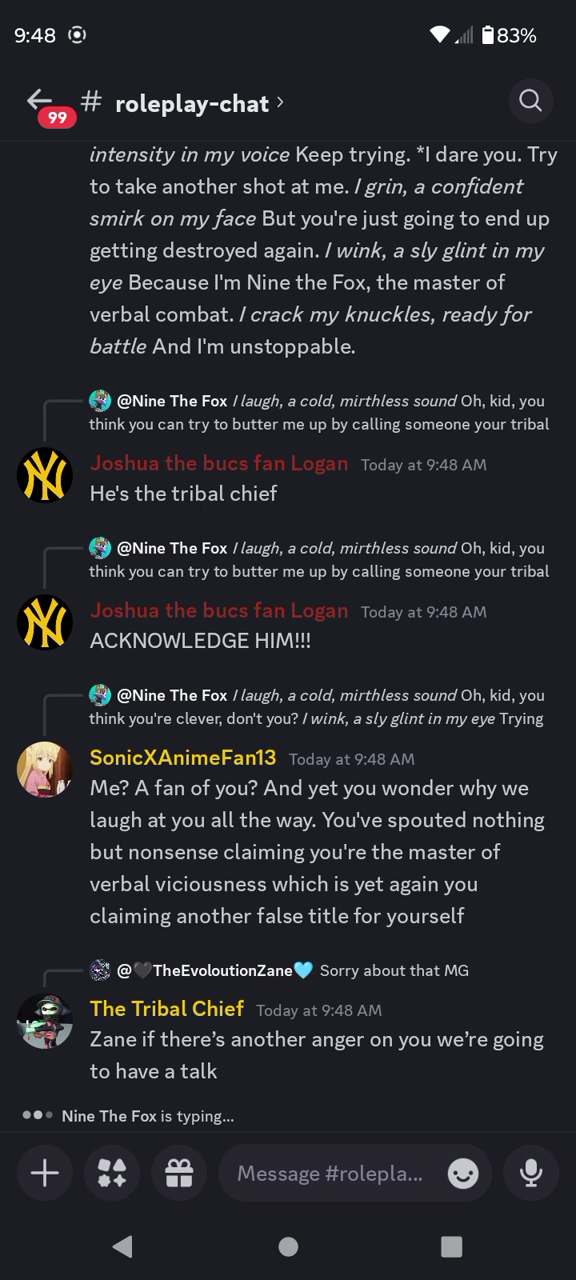 9:48 83%
99 # roleplay-chat
intensity in my voice Keep trying. *I dare you. Try
to take another shot at me. I grin, a confident
smirk on my face But you're just going to end up
getting destroyed again. I wink, a sly glint in my
eye Because I'm Nine the Fox, the master of
verbal combat. I crack my knuckles, ready for
battle And I'm unstoppable.
@Nine The Fox I laugh, a cold, mirthless sound Oh, kid, you
think you can try to butter me up by calling someone your tribal
Joshua the bucs fan Logan Today at 9:48 AM
He's the tribal chief
@Nine The Fox I laugh, a cold, mirthless sound Oh, kid, you
think you can try to butter me up by calling someone your tribal
Joshua the bucs fan Logan Today at 9:48 AM
ACKNOWLEDGE HIM!!!
@Nine The Fox I laugh, a cold, mirthless sound Oh, kid, you
think you're clever, don't you? I wink, a sly glint in my eye Trying
SonicXAnimeFan13 Today at 9:48 AM
Me? A fan of you? And yet you wonder why we
laugh at you all the way. You've spouted nothing
but nonsense claiming you're the master of
verbal viciousness which is yet again you
claiming another false title for yourself
@🖤TheEvoloutionZane🩵 Sorry about that MG
The Tribal Chief Today at 9:48 AM
Zane if there's another anger on you we're going
to have a talk
Nine The Fox is typing...
Message #rolepla...